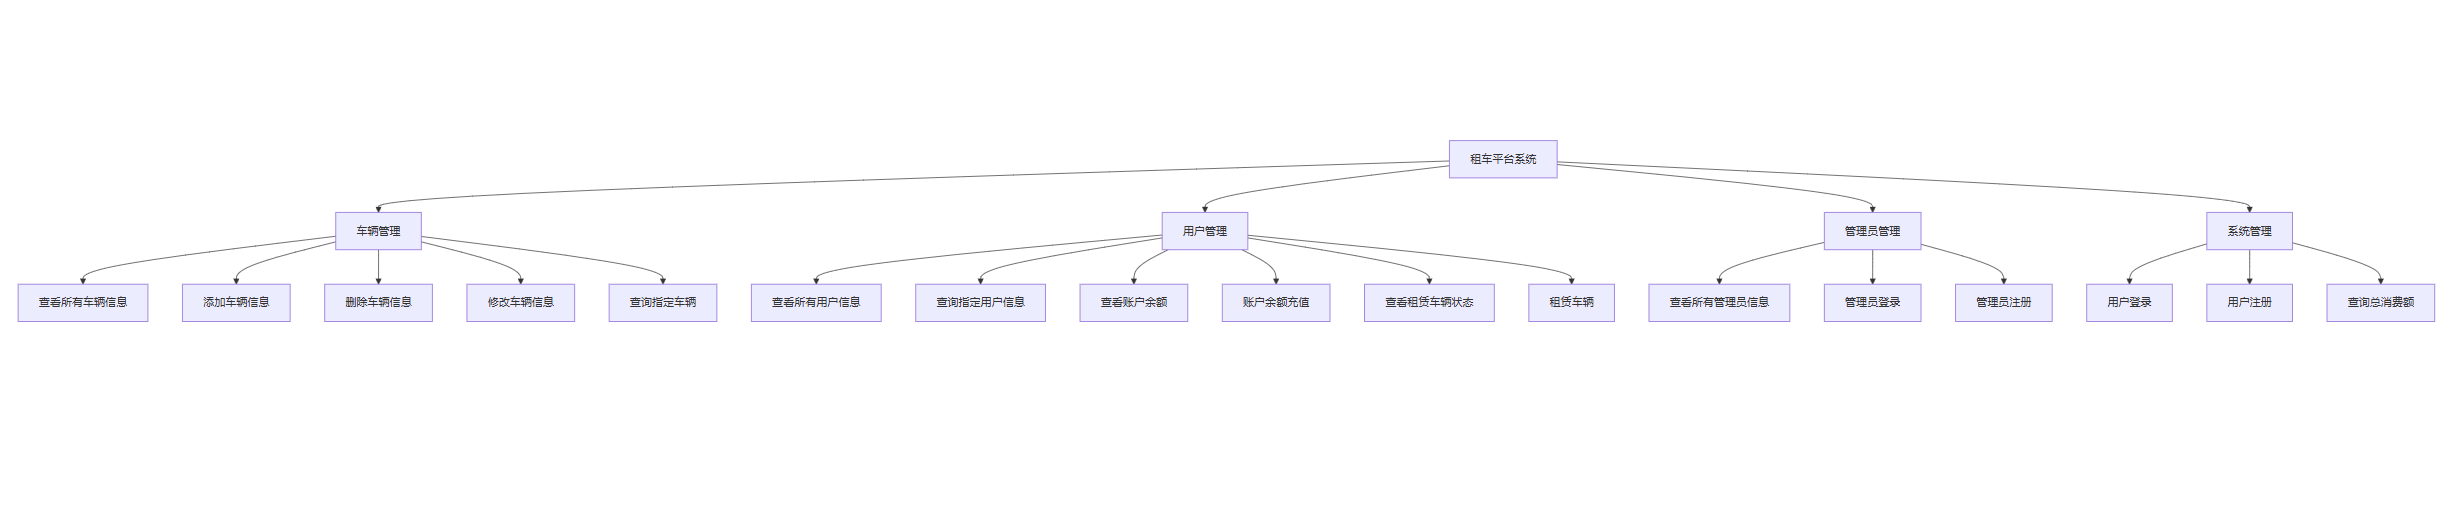 租车平台系统
车辆管理
用户管理
管理员管理
系统管理
查看所有车辆信息
添加车辆信息
删除车辆信息
修改车辆信息
查询指定车辆
查看所有用户信息
查询指定用户信息
查看账户余额
账户余额充值
查看租赁车辆状态
租赁车辆
查看所有管理员信息
管理员登录
管理员注册
用户登录
用户注册
查询总消费额